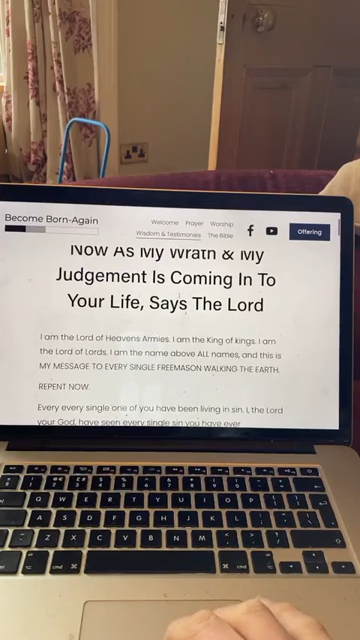 Become Born-Again
Welcome Prayer Worship
Wisdom & Testimonies The Bible
Offering
Now As My Wrath & My
Judgement Is Coming In To
Your Life, Says The Lord
I am the Lord of Heavens Armies. I am the King of kings. I am
the Lord of Lords. I am the name above ALL names, and this is
MY MESSAGE TO EVERY SINGLE FREEMASON WALKING THE EARTH.
REPENT NOW.
Every every single one of you have been living in sin. I, the Lord
your God, have seen every single sin you have ever
Q W E R T Y U I O P
A S D F G H J K L
Z X C V B N M
cmd cmd